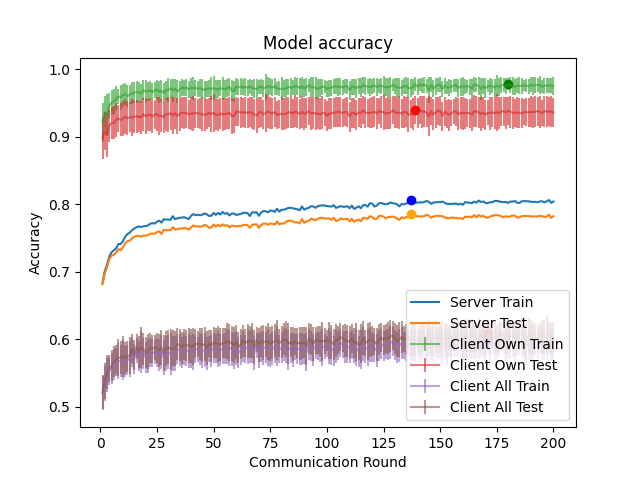 Model accuracy
1.0
0.9
0.8
0.7
0.6
0.5
Accuracy
Server Train
Server Test
Client Own Train
Client Own Test
Client All Train
Client All Test
0 25 50 75 100 125 150 175 200
Communication Round